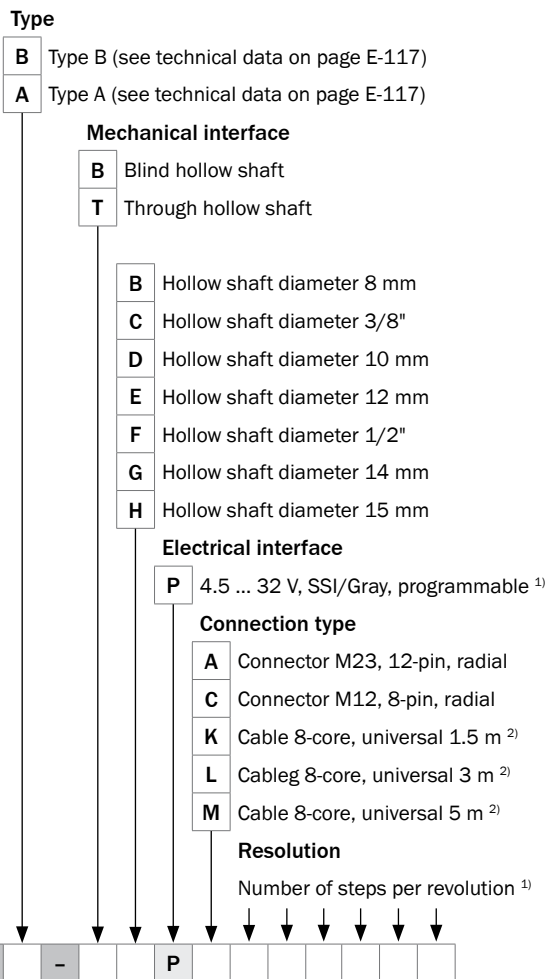 Type
B Type B (see technical data on page E-117)
A Type A (see technical data on page E-117)
Mechanical interface
B Blind hollow shaft
T Through hollow shaft
B Hollow shaft diameter 8 mm
C Hollow shaft diameter 3/8"
D Hollow shaft diameter 10 mm
E Hollow shaft diameter 12 mm
F Hollow shaft diameter 1/2"
G Hollow shaft diameter 14 mm
H Hollow shaft diameter 15 mm
Electrical interface
P 4.5 ... 32 V, SSI/Gray, programmable 1)
Connection type
A Connector M23, 12-pin, radial
C Connector M12, 8-pin, radial
K Cable 8-core, universal 1.5 m 2)
L Cableg 8-core, universal 3 m 2)
M Cable 8-core, universal 5 m 2)
Resolution
Number of steps per revolution 1)
– P